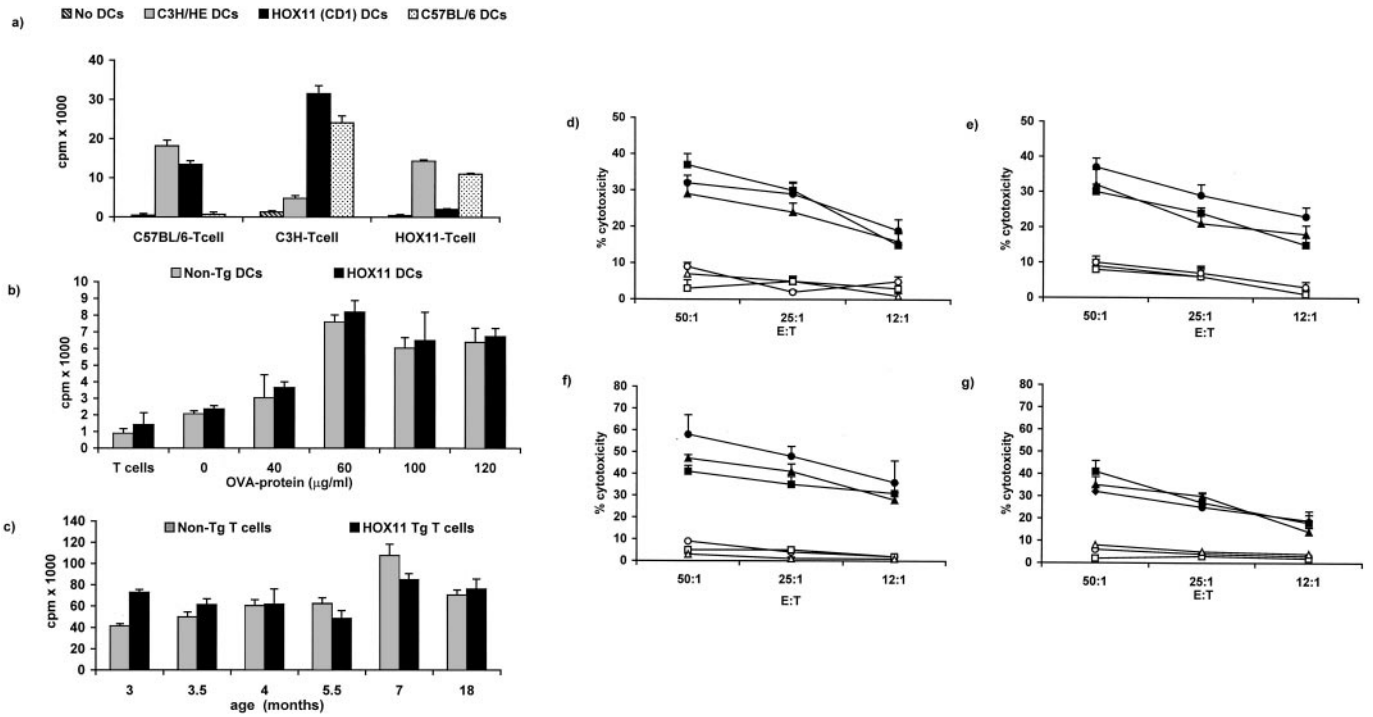 a)
No DCs C3H/HE DCs HOX11 (CD1) DCs C57BL/6 DCs
40
30
20
10
0
cpm x 1000
C57BL/6-Tcell C3H-Tcell HOX11-Tcell
b)
Non-Tg DCs HOX11 DCs
10
9
8
7
6
5
4
3
2
1
0
cpm x 1000
T cells 0 40 60 100 120
OVA-protein (µg/ml)
c)
Non-Tg T cells HOX11 Tg T cells
140
120
100
80
60
40
20
0
cpm x 1000
3 3.5 4 5.5 7 18
age (months)
d)
50
40
30
20
10
0
% cytotoxicity
50:1 25:1 12:1
E:T
e)
50
40
30
20
10
0
% cytotoxicity
50:1 25:1 12:1
E:T
f)
80
70
60
50
40
30
20
10
0
% cytotoxicity
50:1 25:1 12:1
E:T
g)
80
70
60
50
40
30
20
10
0
% cytotoxicity
50:1 25:1 12:1
E:T